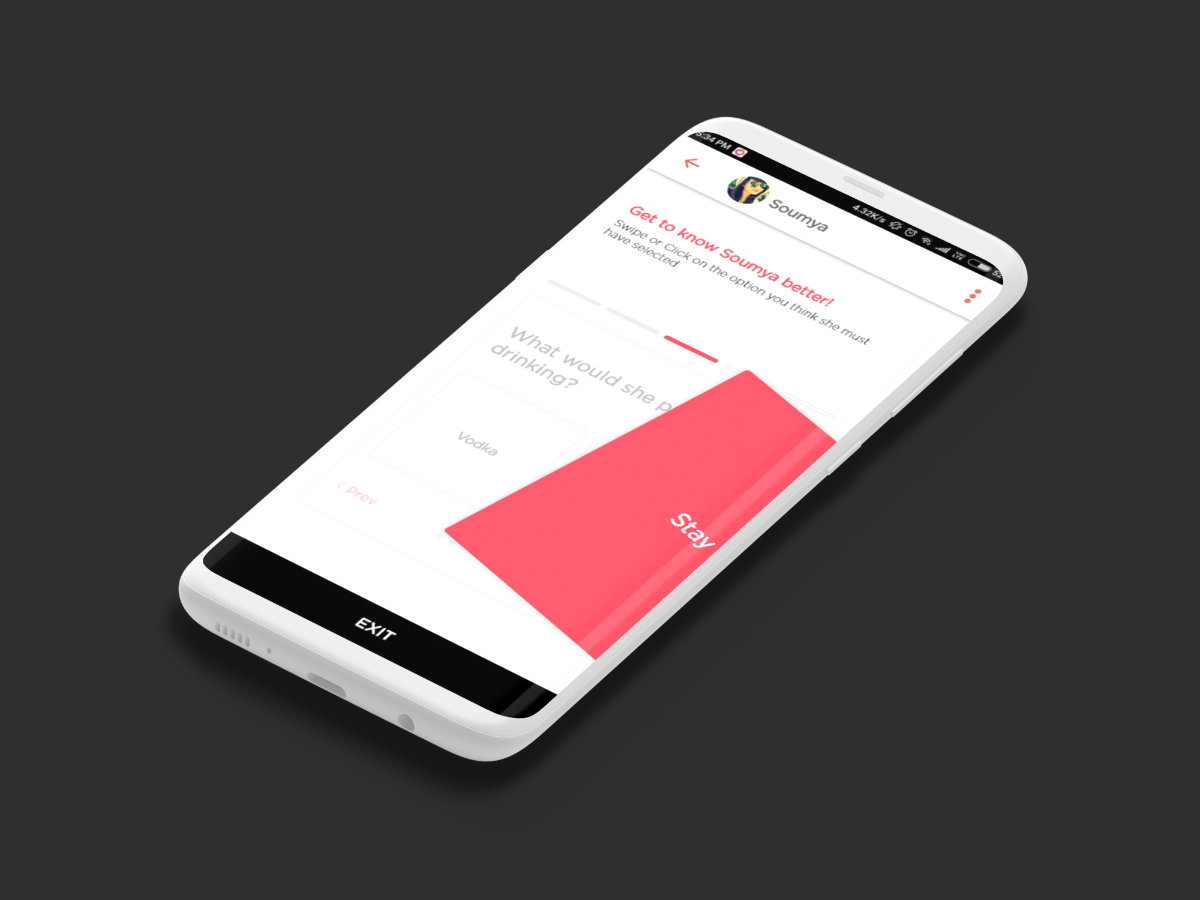 5:34 PM
4.32K/s
Soumya
Get to know Soumya better!
Swipe or Click on the option you think she must
have selected
What would she p
drinking?
Vodka
Stay
‹ Prev
EXIT